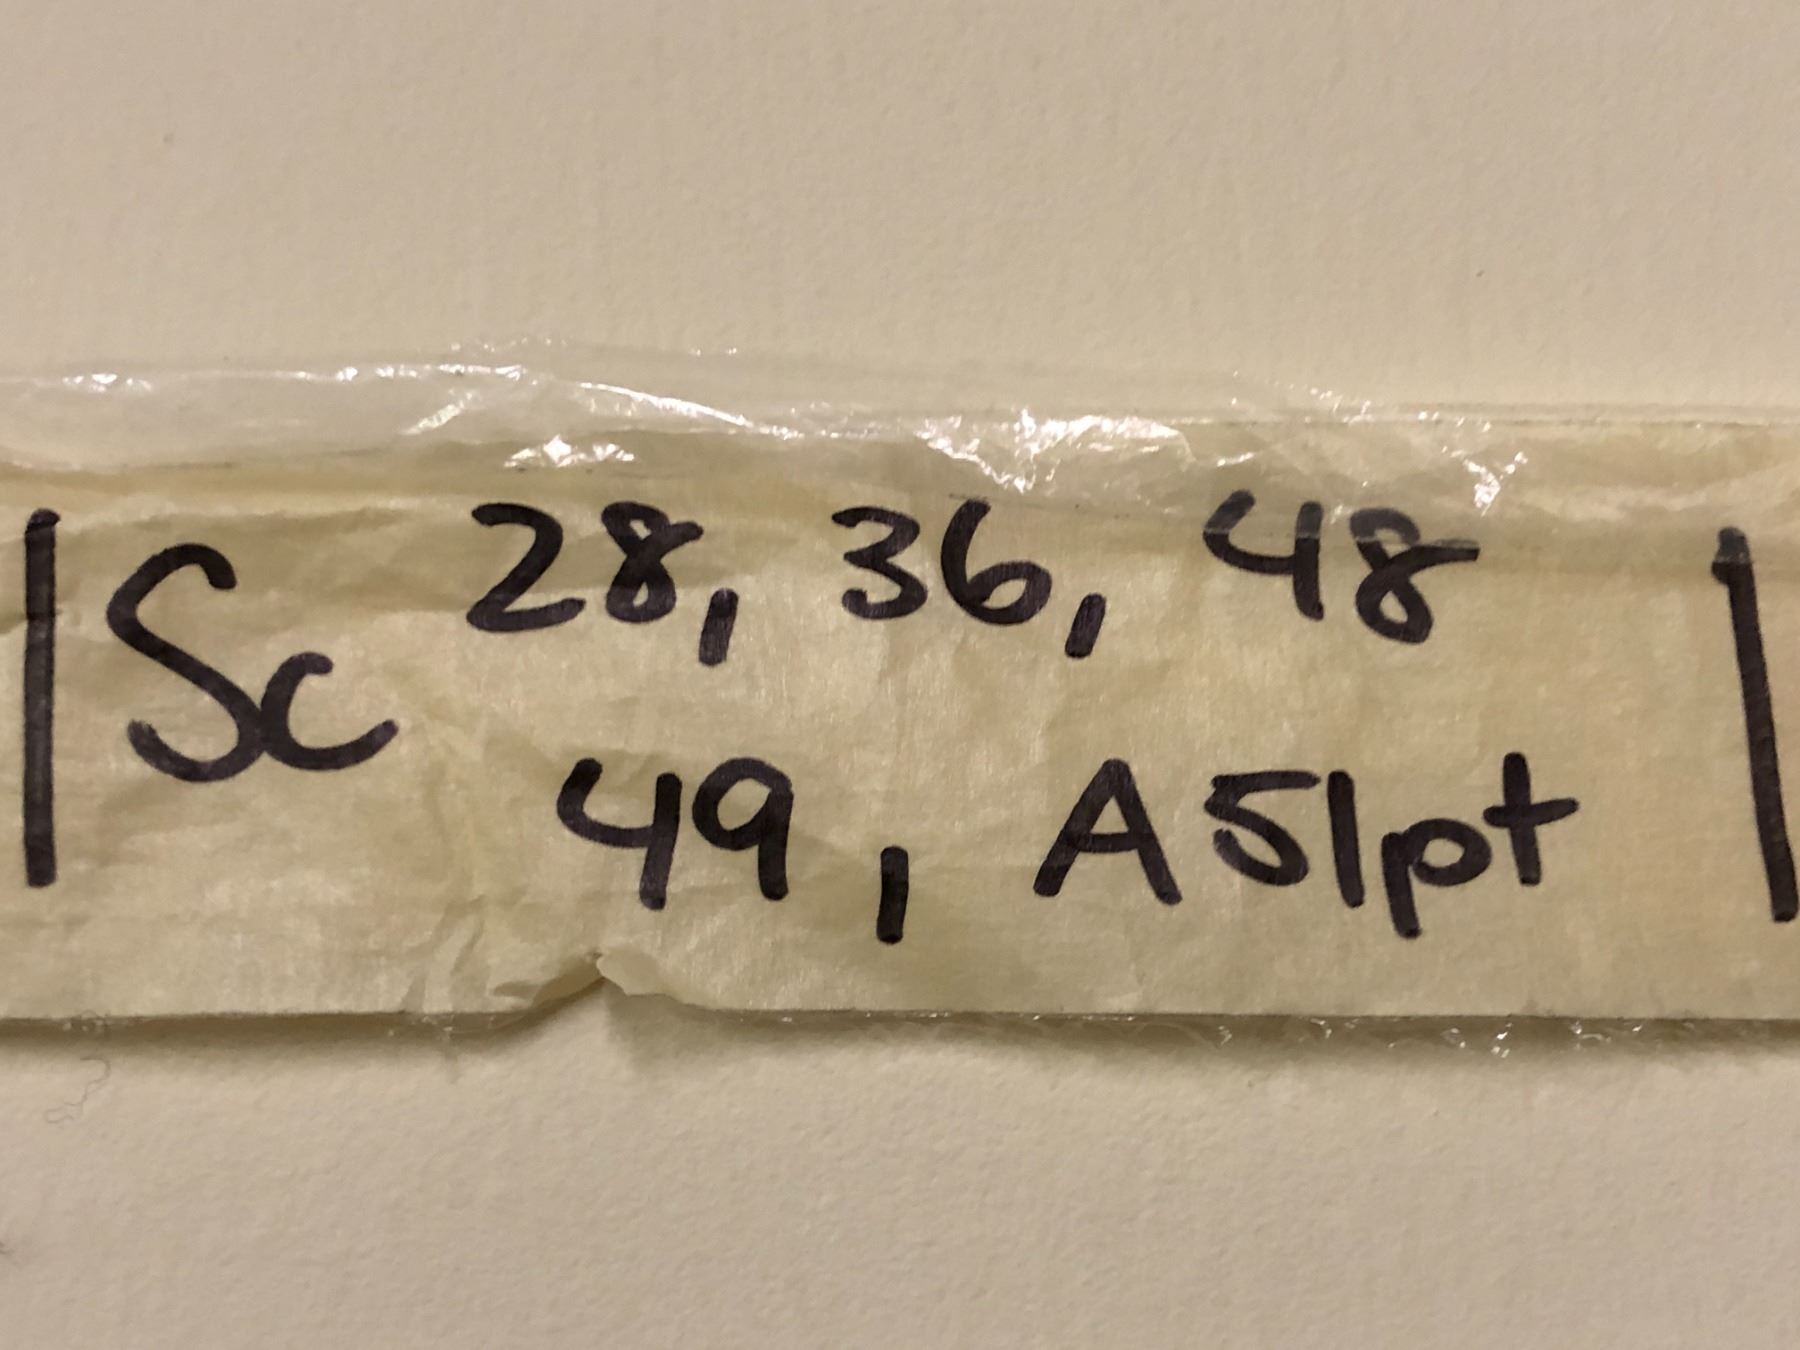 Sc 28, 36, 48
49, A51pt